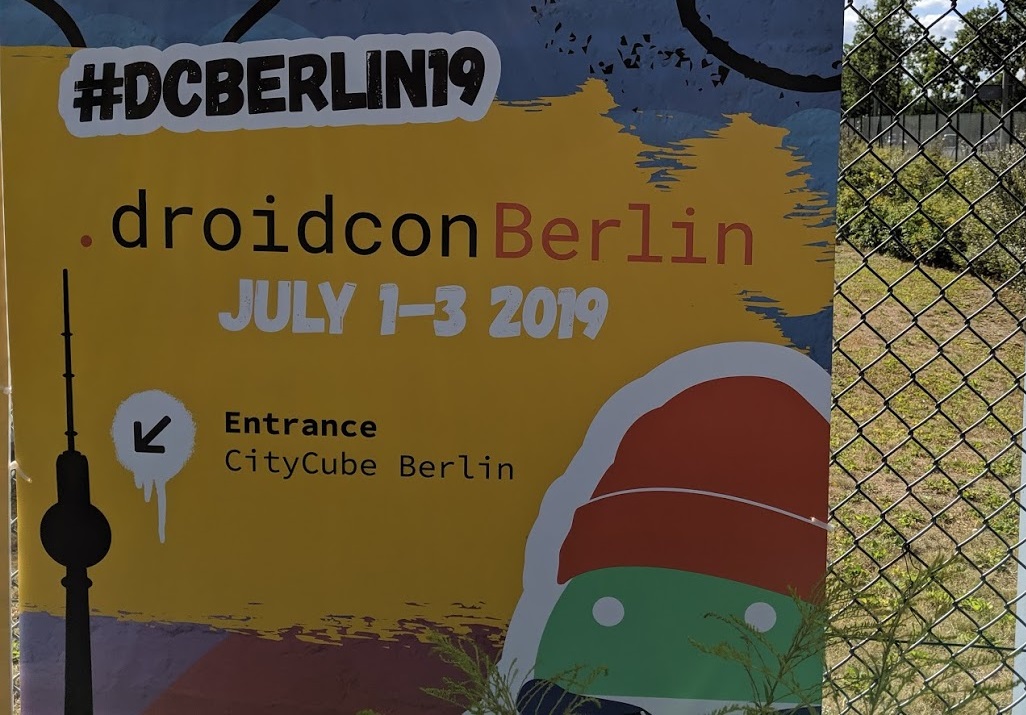 #DCBERLIN19
.droidconBerlin
JULY 1-3 2019
Entrance
CityCube Berlin